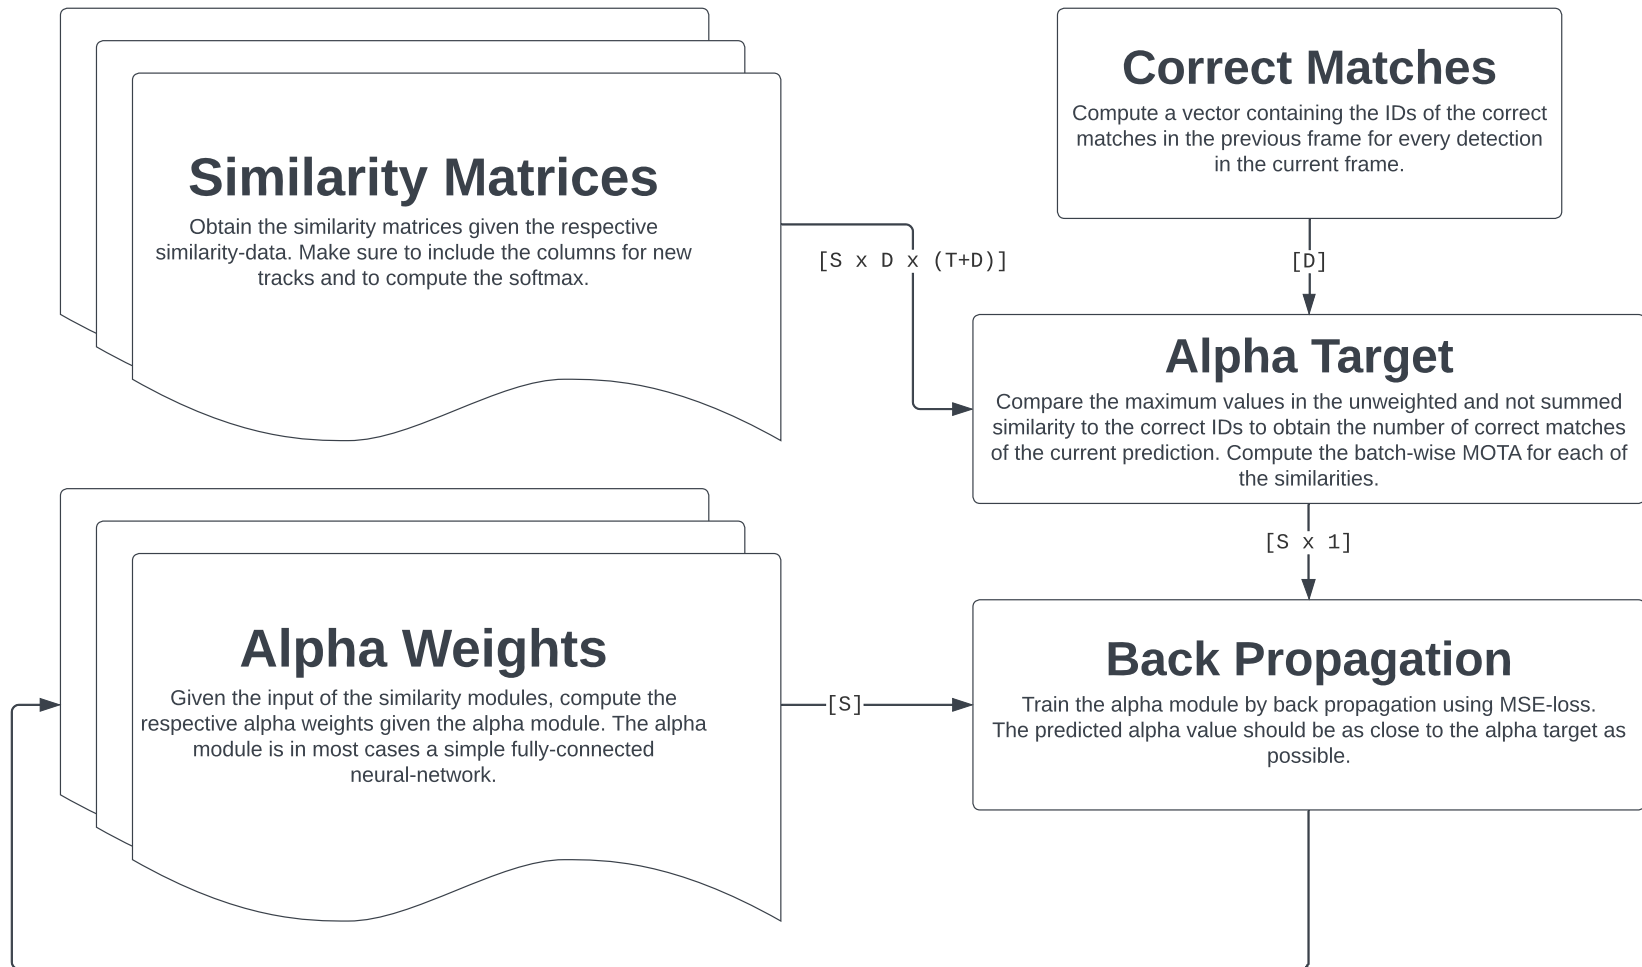 Similarity Matrices
Obtain the similarity matrices given the respective
similarity-data. Make sure to include the columns for new
tracks and to compute the softmax.
[S x D x (T+D)]
Correct Matches
Compute a vector containing the IDs of the correct
matches in the previous frame for every detection
in the current frame.
[D]
Alpha Target
Compare the maximum values in the unweighted and not summed
similarity to the correct IDs to obtain the number of correct matches
of the current prediction. Compute the batch-wise MOTA for each of
the similarities.
[S x 1]
Alpha Weights
Given the input of the similarity modules, compute the
respective alpha weights given the alpha module. The alpha
module is in most cases a simple fully-connected
neural-network.
[S]
Back Propagation
Train the alpha module by back propagation using MSE-loss.
The predicted alpha value should be as close to the alpha target as
possible.